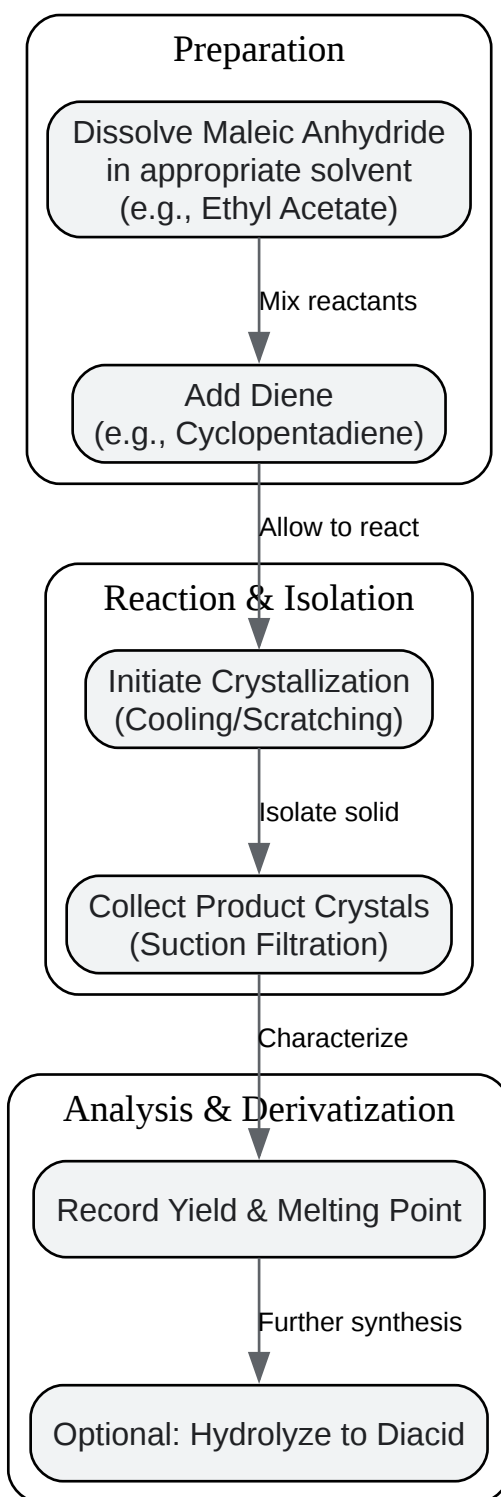 Preparation
Dissolve Maleic Anhydride
in appropriate solvent
(e.g., Ethyl Acetate)
Mix reactants
Add Diene
(e.g., Cyclopentadiene)
Allow to react
Reaction & Isolation
Initiate Crystallization
(Cooling/Scratching)
Isolate solid
Collect Product Crystals
(Suction Filtration)
Characterize
Analysis & Derivatization
Record Yield & Melting Point
Further synthesis
Optional: Hydrolyze to Diacid